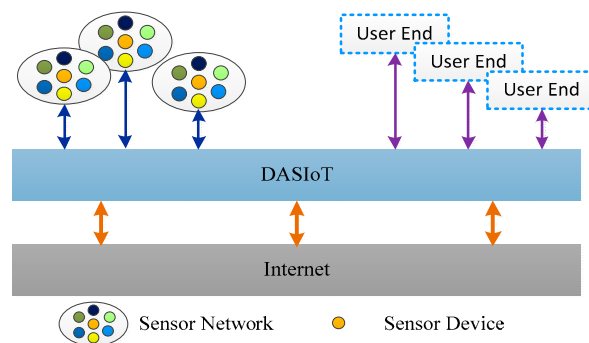 User End
User End
User End
DASIoT
Internet
Sensor Network
Sensor Device